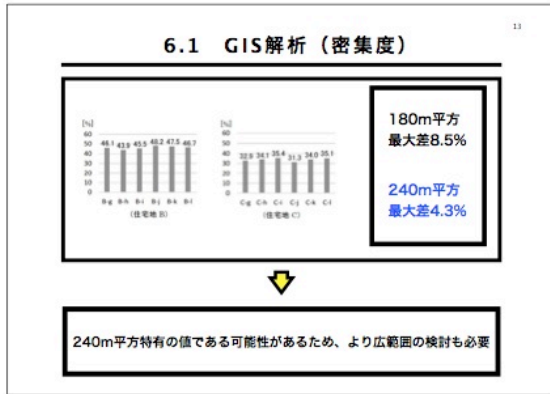 13
6.1 GIS解析（密集度）
[%]
60
50
40
30
20
10
0
46.1 43.9 45.5 48.2 47.5 46.7
B-g B-h B-i B-j B-k B-l
(住宅地 B)
[%]
60
50
40
30
20
10
0
32.9 34.1 35.4 31.3 34.0 35.1
C-g C-h C-i C-j C-k C-l
(住宅地 C)
180m平方
最大差8.5%
240m平方
最大差4.3%
240m平方特有の値である可能性があるため、より広範囲の検討も必要